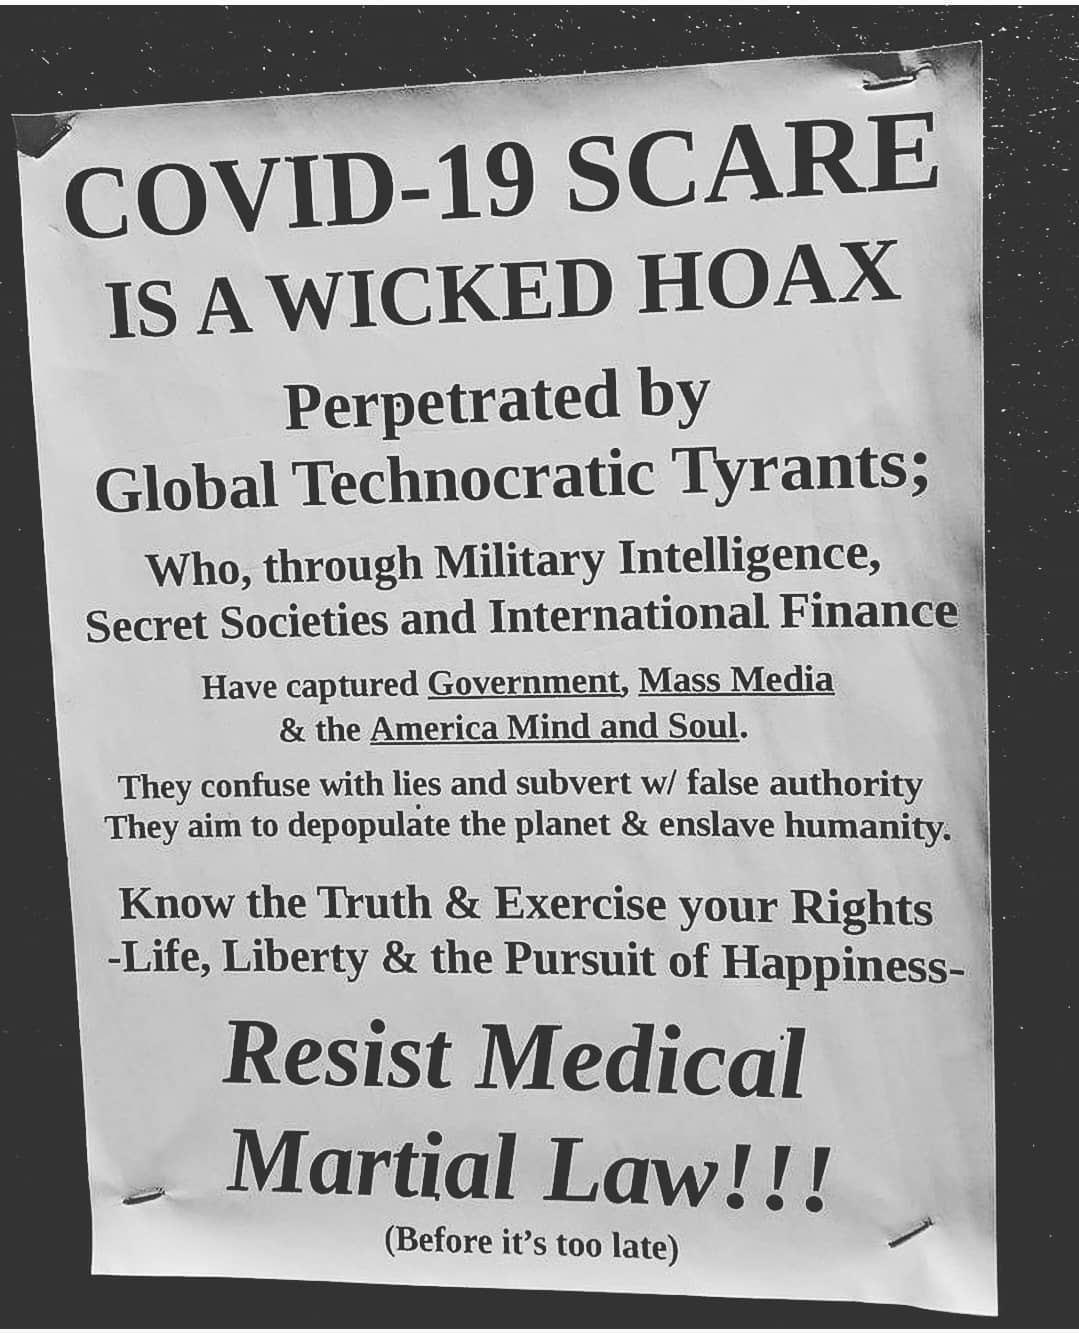 COVID-19 SCARE
IS A WICKED HOAX
Perpetrated by
Global Technocratic Tyrants;
Who, through Military Intelligence,
Secret Societies and International Finance
Have captured Government, Mass Media
& the America Mind and Soul.
They confuse with lies and subvert w/ false authority
They aim to depopulate the planet & enslave humanity.
Know the Truth & Exercise your Rights
-Life, Liberty & the Pursuit of Happiness-
Resist Medical
Martial Law!!!
(Before it's too late)